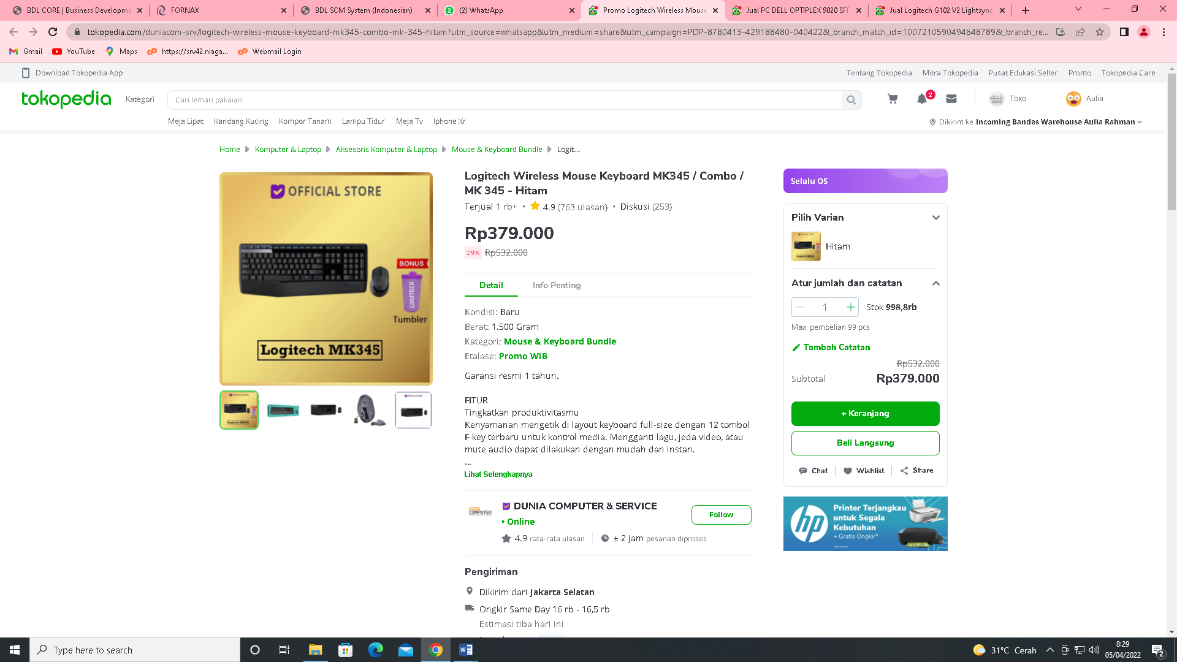 BDL CORE | Business Developme
FORNAX
BDL SCM System (Indonesian)
(2) WhatsApp
Promo Logitech Wireless Mouse
Jual PC DELL OPTIPLEX 9020 SFF
Jual Logitech G102 V2 Lightsync
tokopedia.com/duniacom-srv/logitech-wireless-mouse-keyboard-mk345-combo-mk-345-hitam?utm_source=whatsapp&utm_medium=share&utm_campaign=PDP-8780413-429188480-040422&_branch_match_id=1007210590494648789&_branch_re...
Gmail
YouTube
Maps
https://srv42.niaga...
Webmail Login
Download Tokopedia App
Tentang Tokopedia
Mitra Tokopedia
Pusat Edukasi Seller
Promo
Tokopedia Care
tokopedia
Kategori
Cari lemari pakaian
2
Toko
Aulia
Meja Lipat
Kandang Kucing
Kompor Tanam
Lampu Tidur
Meja Tv
Iphone Xr
Dikirim ke Incoming Bandes Warehouse Aulia Rahman
Home
Komputer & Laptop
Aksesoris Komputer & Laptop
Mouse & Keyboard Bundle
Logit...
OFFICIAL STORE
BONUS
LOGITECH
Tumbler
Logitech MK345
Logitech Wireless Mouse Keyboard MK345 / Combo /
MK 345 - Hitam
Terjual 1 rb+ • 4.9 (763 ulasan) • Diskusi (253)
Rp379.000
29% Rp532.000
Detail
Info Penting
Kondisi: Baru
Berat: 1.500 Gram
Kategori: Mouse & Keyboard Bundle
Etalase: Promo WIB
Garansi resmi 1 tahun.
FITUR
Tingkatkan produktivitasmu
Kenyamanan mengetik di layout keyboard full-size dengan 12 tombol
F-key terbaru untuk kontrol media. Mengganti lagu, jeda video, atau
mute audio dapat dilakukan dengan mudah dan instan.
...
Lihat Selengkapnya
DUNIA COMPUTER & SERVICE
• Online
Follow
4.9 rata-rata ulasan
± 2 jam pesanan diproses
Pengiriman
Dikirim dari Jakarta Selatan
Ongkir Same Day 16 rb - 16,5 rb
Estimasi tiba hari ini
Selalu OS
Pilih Varian
Hitam
Atur jumlah dan catatan
1
Stok 998,8rb
Max. pembelian 99 pcs
Tambah Catatan
Rp532.000
Subtotal
Rp379.000
+ Keranjang
Beli Langsung
Chat
Wishlist
Share
hp
Printer Terjangkau
untuk Segala
Kebutuhan
+ Gratis Ongkir*
Type here to search
31°C Cerah
8:29
05/04/2022
2